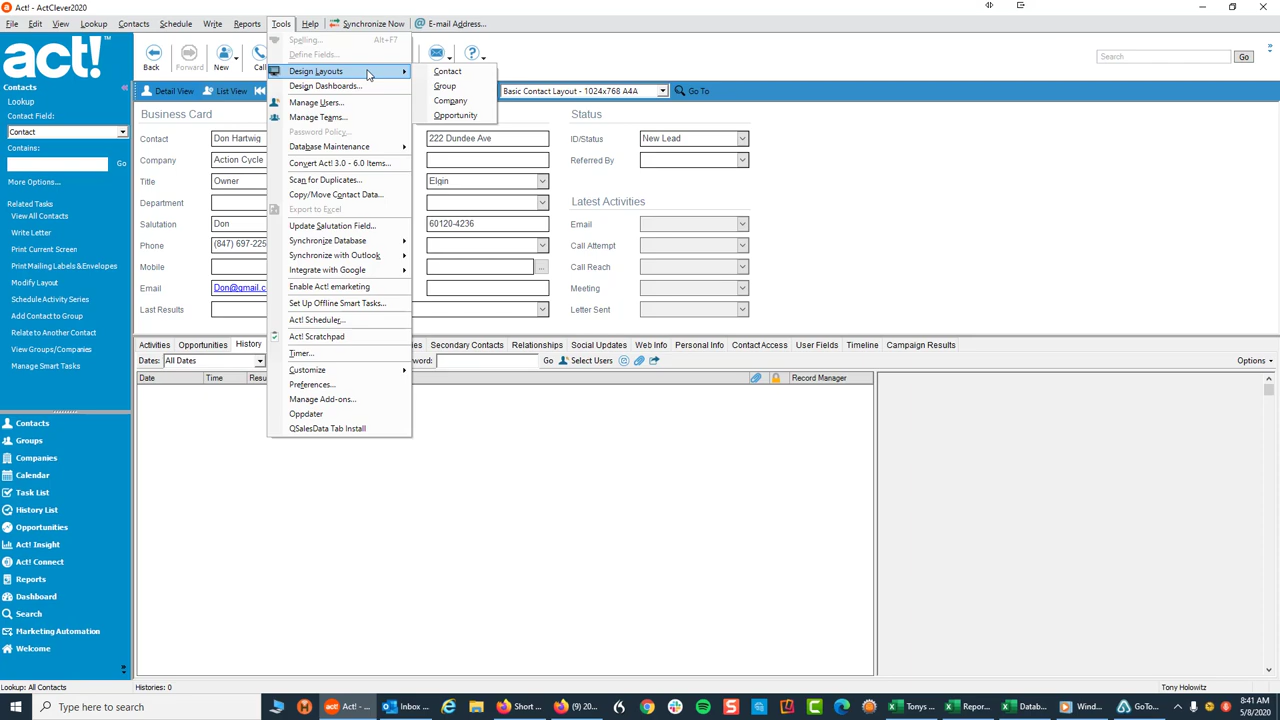 Act! - ActClever2020
File Edit View Lookup Contacts Schedule Write Reports Tools Help Synchronize Now E-mail Address...
act!
Back Forward New
Search Go
Detail View List View Basic Contact Layout - 1024x768 A4A Go To
Contacts
Lookup
Contact Field:
Contact
Contains:
Go
More Options...
Related Tasks
View All Contacts
Write Letter
Print Current Screen
Print Mailing Labels & Envelopes
Modify Layout
Schedule Activity Series
Add Contact to Group
Relate to Another Contact
View Groups/Companies
Manage Smart Tasks
Contacts
Groups
Companies
Calendar
Task List
History List
Opportunities
Act! Insight
Act! Connect
Reports
Dashboard
Search
Marketing Automation
Welcome
Business Card
Contact Don Hartwig
Company Action Cycle
Title Owner
Department
Salutation Don
Phone (847) 697-225
Mobile
Email Don@gmail.c
Last Results
Spelling... Alt+F7
Define Fields...
Design Layouts
Design Dashboards...
Manage Users...
Manage Teams...
Password Policy...
Database Maintenance
Convert Act! 3.0 - 6.0 Items...
Scan for Duplicates...
Copy/Move Contact Data...
Export to Excel
Update Salutation Field...
Synchronize Database
Synchronize with Outlook
Integrate with Google
Enable Act! emarketing
Set Up Offline Smart Tasks...
Act! Scheduler...
Act! Scratchpad
Timer...
Customize
Preferences...
Manage Add-ons...
Oppdater
QSalesData Tab Install
Contact
Group
Company
Opportunity
222 Dundee Ave
Elgin
60120-4236
...
Status
ID/Status New Lead
Referred By
Latest Activities
Email
Call Attempt
Call Reach
Meeting
Letter Sent
Activities Opportunities History Secondary Contacts Relationships Social Updates Web Info Personal Info Contact Access User Fields Timeline Campaign Results
Dates: All Dates Go Select Users Options
Date Time Record Manager
Lookup: All Contacts Histories: 0 Tony Holowitz
Type here to search
Act! - ... Inbox ... Short ... (9) 20... Tonys ... Repor... Datab... Wind... GoTo...
8:41 AM
5/8/2020